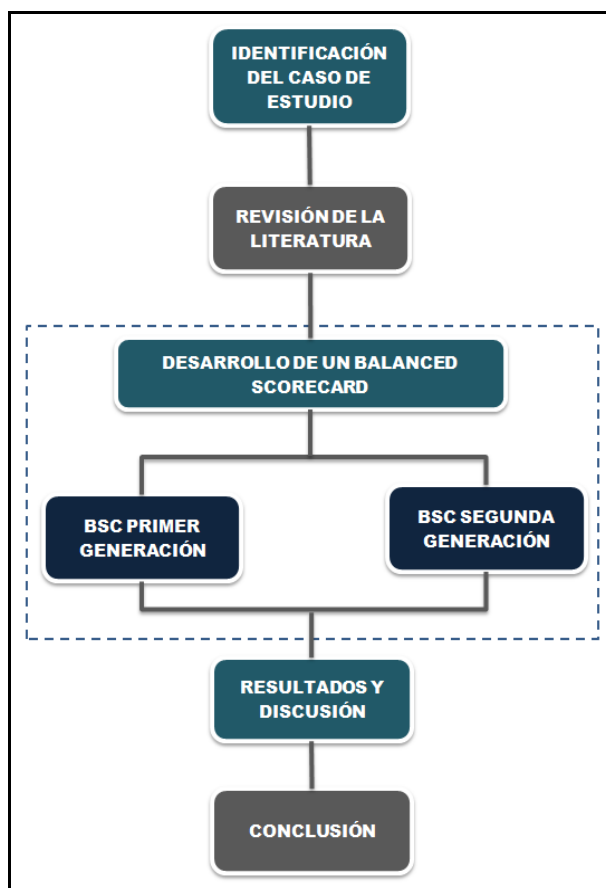 IDENTIFICACIÓN
DEL CASO DE
ESTUDIO
REVISIÓN DE LA
LITERATURA
DESARROLLO DE UN BALANCED
SCORECARD
BSC PRIMER
GENERACIÓN
BSC SEGUNDA
GENERACIÓN
RESULTADOS Y
DISCUSIÓN
CONCLUSIÓN